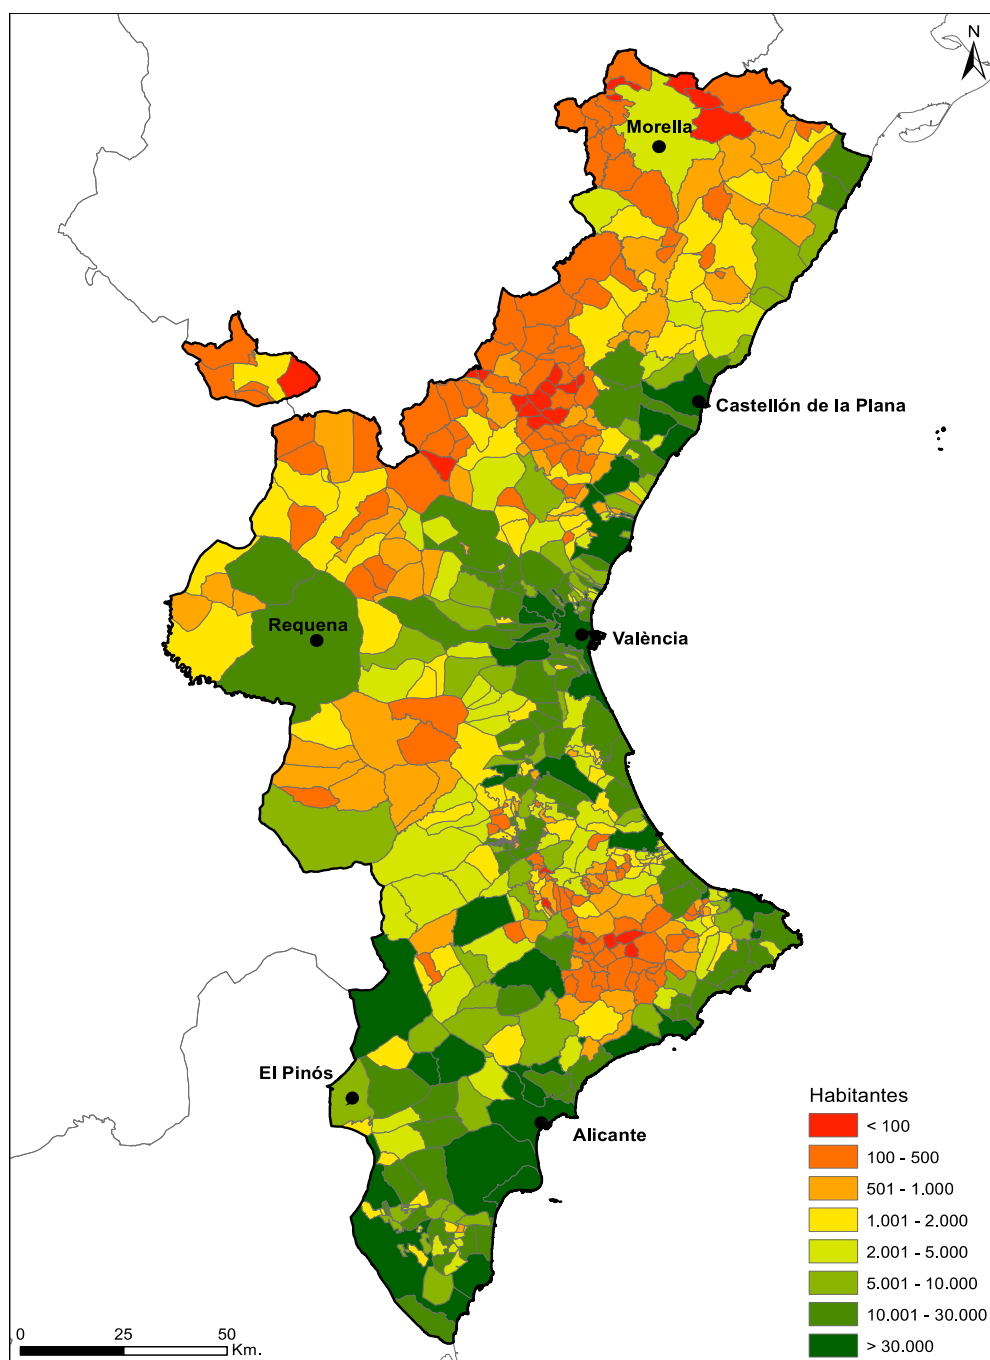 N
Morella
Castellón de la Plana
Requena
València
El Pinós
Alicante
Habitantes
< 100
100 - 500
501 - 1.000
1.001 - 2.000
2.001 - 5.000
5.001 - 10.000
10.001 - 30.000
> 30.000
0 25 50
Km.